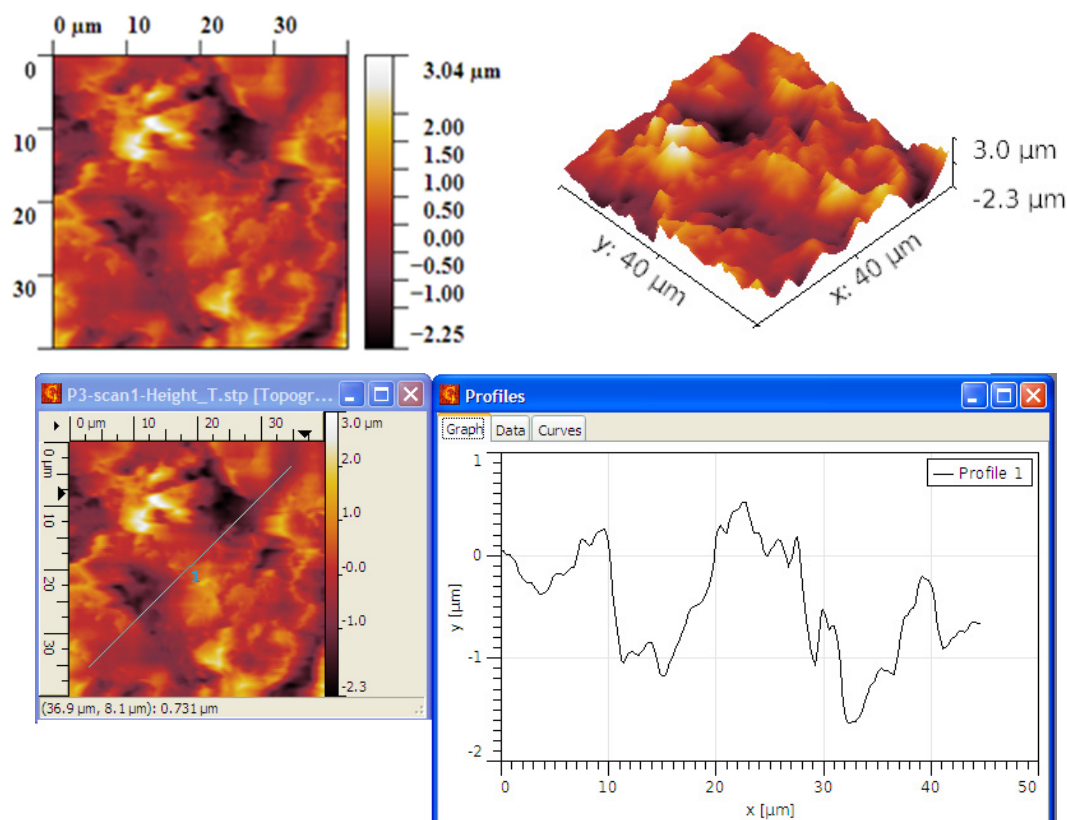 0 µm 10 20 30
0
10
20
30
3.04 µm
2.00
1.50
1.00
0.50
0.00
−0.50
−1.00
−2.25
3.0 µm
-2.3 µm
y: 40 µm
x: 40 µm
P3-scan1-Height_T.stp [Topogr...
0 µm 10 20 30
0 µm
10
20
30
3.0 µm
2.0
1.0
-0.0
-1.0
-2.3
1
(36.9 µm, 8.1 µm): 0.731 µm
Profiles
Graph Data Curves
Profile 1
y [µm]
1
0
-1
-2
0 10 20 30 40 50
x [µm]